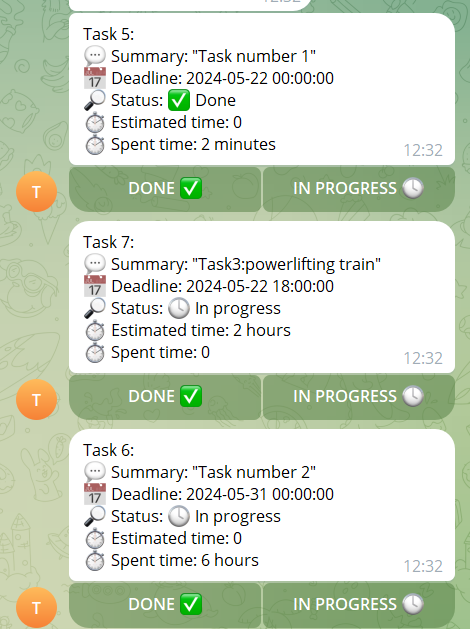 12:32
Task 5:
💬 Summary: "Task number 1"
📅 Deadline: 2024-05-22 00:00:00
🔎 Status: ✅ Done
⏱ Estimated time: 0
⏱ Spent time: 2 minutes
12:32
T
DONE ✅
IN PROGRESS 🕓
Task 7:
💬 Summary: "Task3:powerlifting train"
📅 Deadline: 2024-05-22 18:00:00
🔎 Status: 🕓 In progress
⏱ Estimated time: 2 hours
⏱ Spent time: 0
12:32
T
DONE ✅
IN PROGRESS 🕓
Task 6:
💬 Summary: "Task number 2"
📅 Deadline: 2024-05-31 00:00:00
🔎 Status: 🕓 In progress
⏱ Estimated time: 0
⏱ Spent time: 6 hours
12:32
T
DONE ✅
IN PROGRESS 🕓